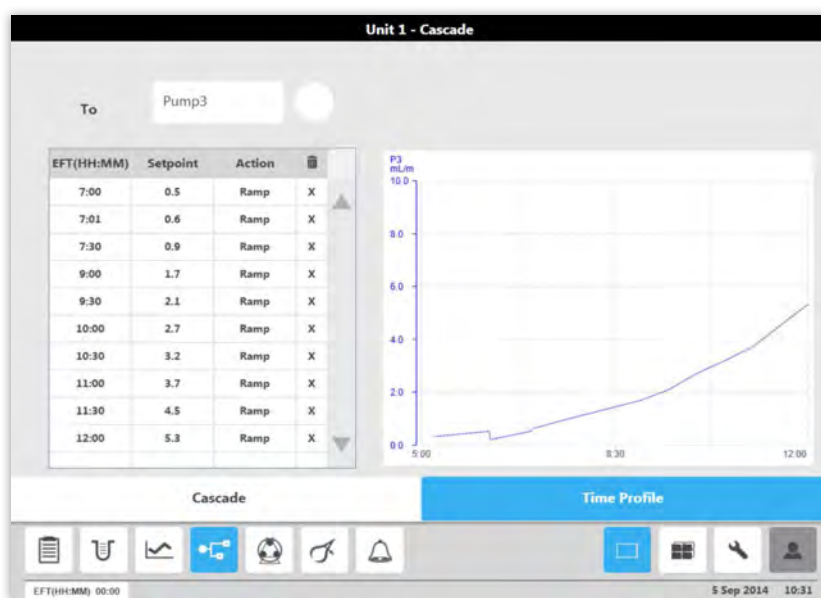 Unit 1 - Cascade
To Pump3
EFT(HH:MM) Setpoint Action
7:00 0.5 Ramp X
7:01 0.6 Ramp X
7:30 0.9 Ramp X
9:00 1.7 Ramp X
9:30 2.1 Ramp X
10:00 2.7 Ramp X
10:30 3.2 Ramp X
11:00 3.7 Ramp X
11:30 4.5 Ramp X
12:00 5.3 Ramp X
P3
mL/m
10.0
8.0
6.0
4.0
2.0
0.0
5:00 8:30 12:00
Cascade Time Profile
EFT(HH:MM) 00:00 5 Sep 2014 10:31